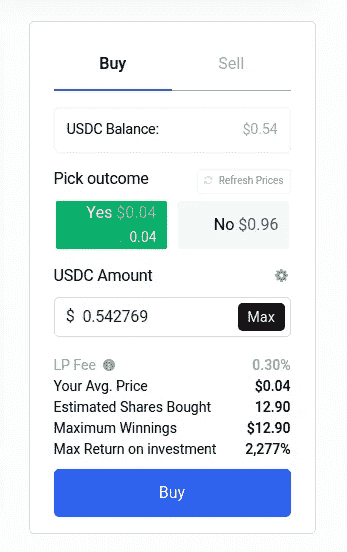 Buy Sell
USDC Balance: $0.54
Pick outcome Refresh Prices
Yes $0.04 No $0.96
0.04
USDC Amount
$ 0.542769 Max
LP Fee 0.30%
Your Avg. Price $0.04
Estimated Shares Bought 12.90
Maximum Winnings $12.90
Max Return on investment 2,277%
Buy